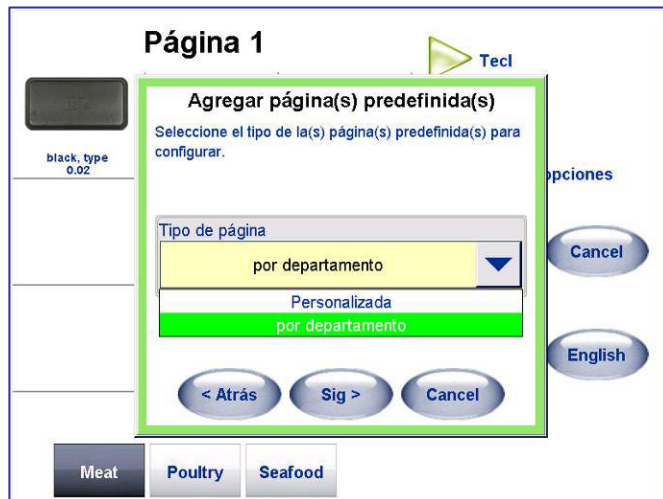 Página 1
Tecl
Agregar página(s) predefinida(s)
Seleccione el tipo de la(s) página(s) predefinida(s) para
configurar.
black, type
0.02
opciones
Tipo de página
por departamento
Cancel
Personalizada
por departamento
English
< Atrás
Sig >
Cancel
Meat
Poultry
Seafood